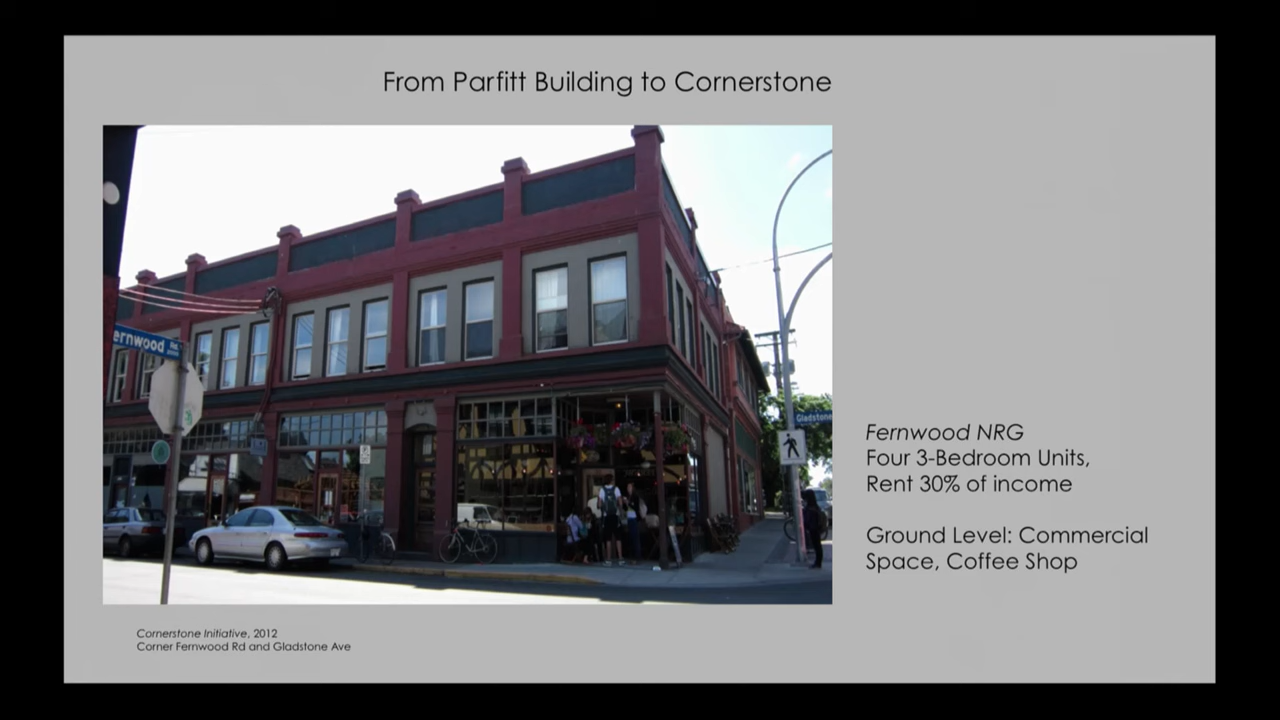 From Parfitt Building to Cornerstone
ernwood Rd.
Gladstone
Fernwood NRG
Four 3-Bedroom Units,
Rent 30% of income
Ground Level: Commercial
Space, Coffee Shop
Cornerstone Initiative, 2012
Corner Fernwood Rd and Gladstone Ave